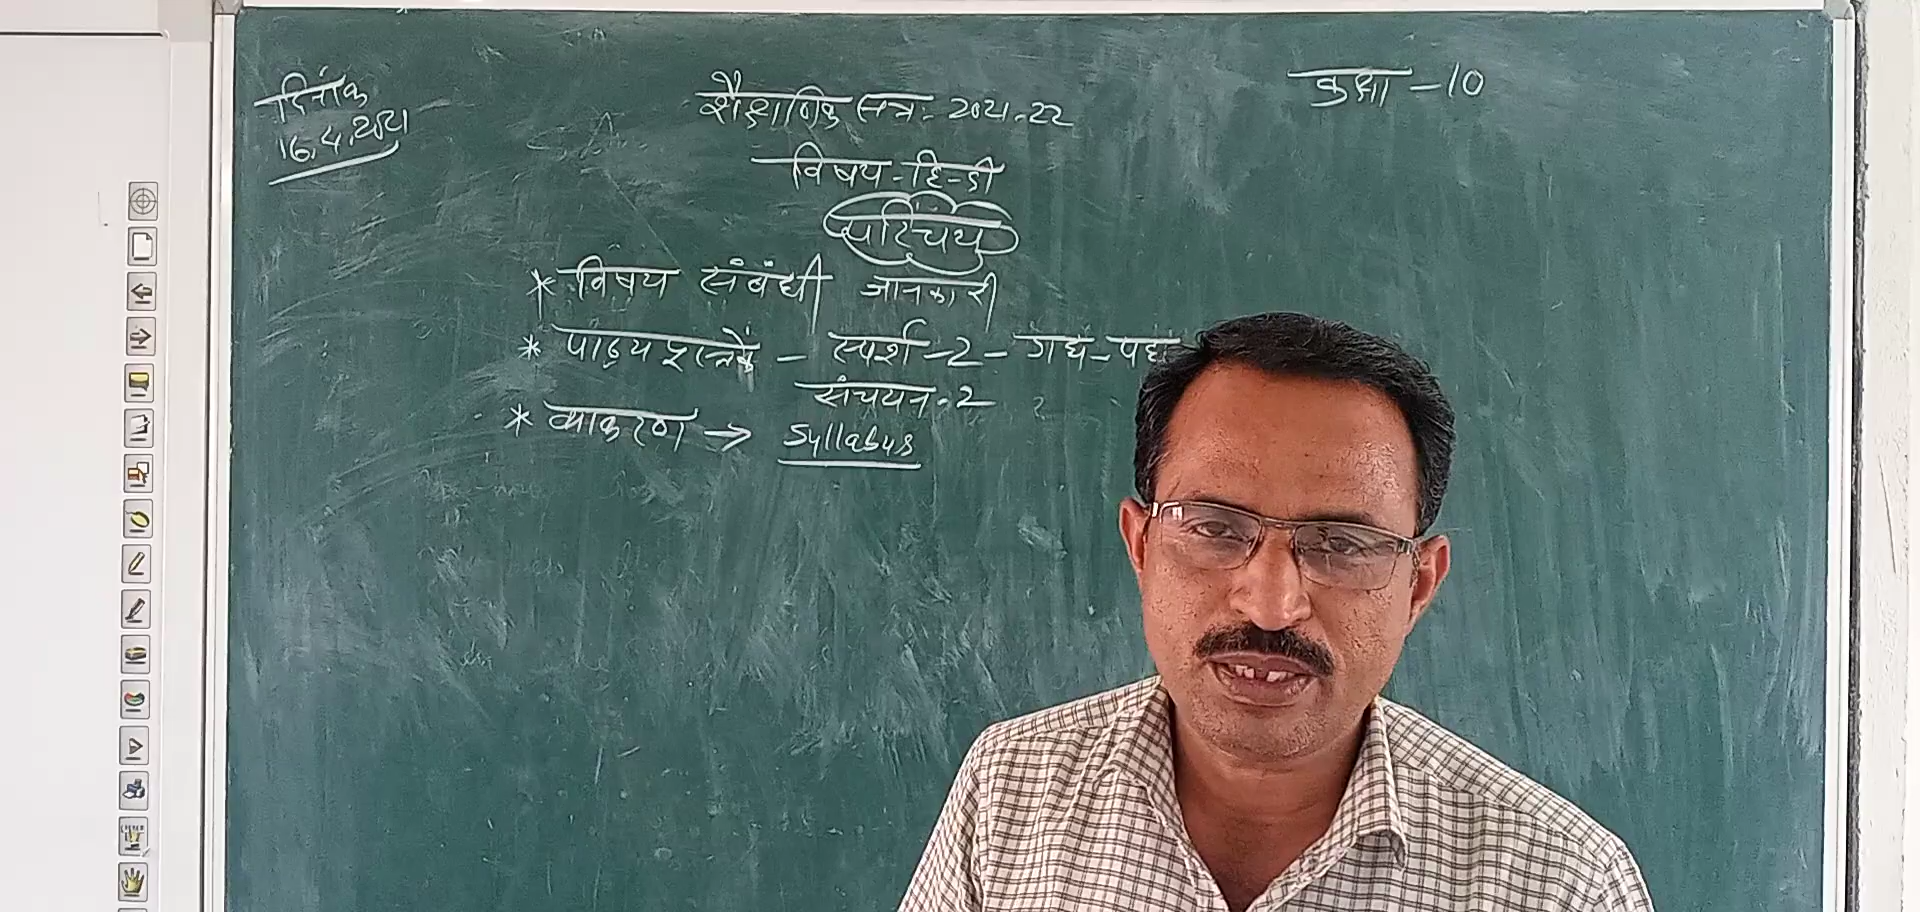 दिनांक
16.4.2021
कक्षा - 10
शैक्षणिक सत्र:- 2021-22
विषय - हिन्दी
परिचय
* विषय संबंधी जानकारी
* पाठ्य पुस्तकें - स्पर्श - 2 - गद्य - पद्य
संचयन - 2
* व्याकरण → Syllabus